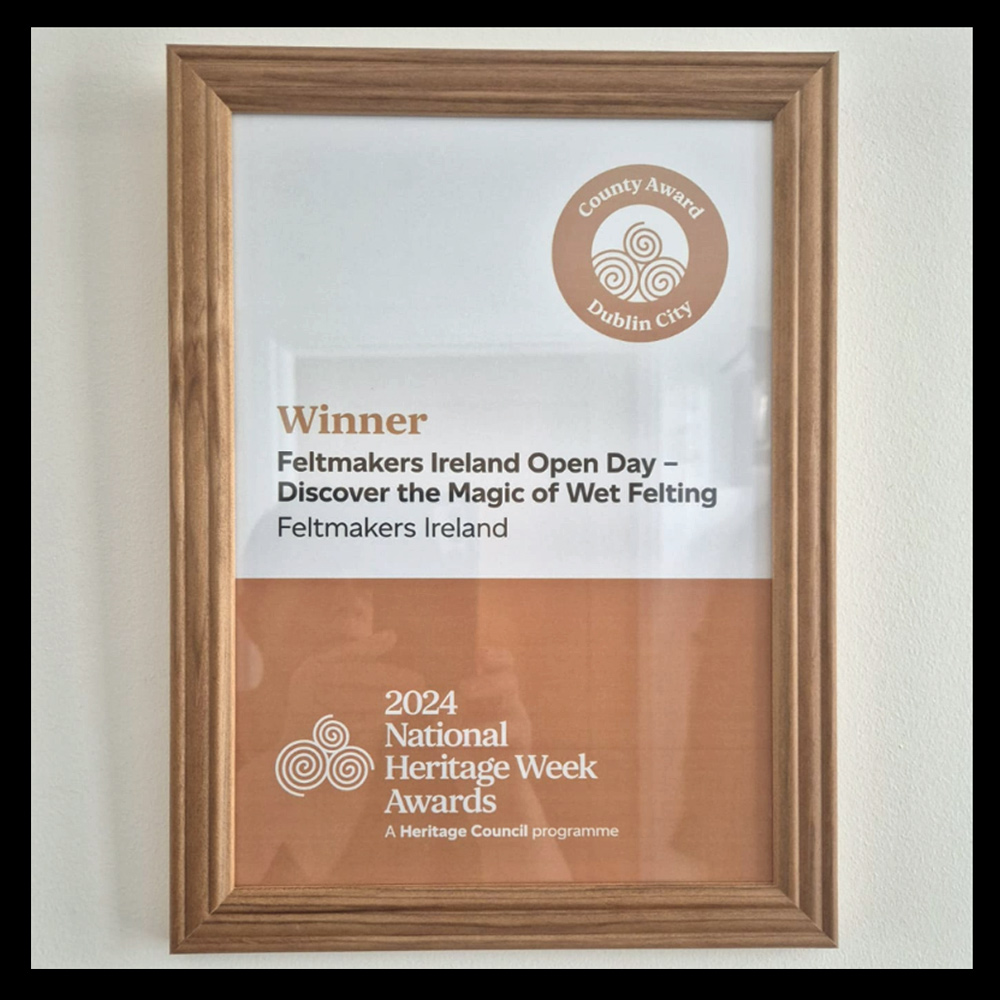 County Award
Dublin City
Winner
Feltmakers Ireland Open Day –
Discover the Magic of Wet Felting
Feltmakers Ireland
2024
National
Heritage Week
Awards
A Heritage Council programme